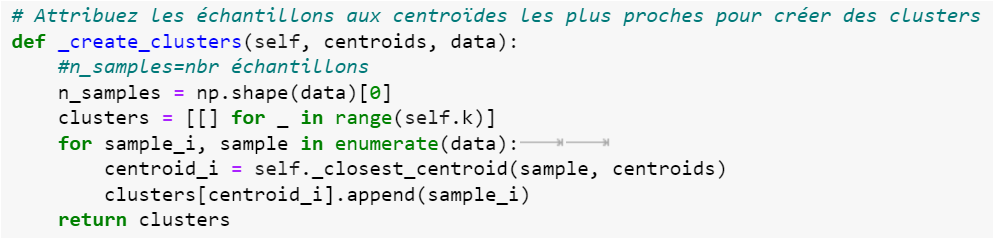 # Attribuez les échantillons aux centroïdes les plus proches pour créer des clusters
def _create_clusters(self, centroids, data):
    #n_samples=nbr échantillons
    n_samples = np.shape(data)[0]
    clusters = [[] for _ in range(self.k)]
    for sample_i, sample in enumerate(data):
        centroid_i = self._closest_centroid(sample, centroids)
        clusters[centroid_i].append(sample_i)
    return clusters